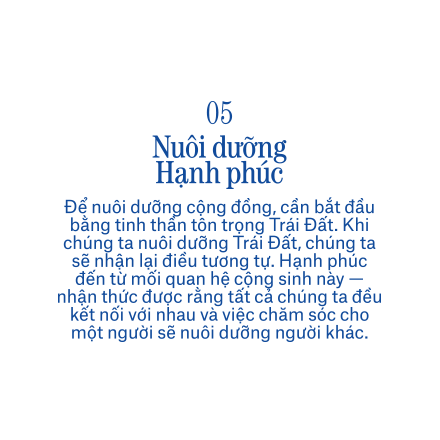 05
Nuôi dưỡng
Hạnh phúc
Để nuôi dưỡng cộng đồng, cần bắt đầu
bằng tinh thần tôn trọng Trái Đất. Khi
chúng ta nuôi dưỡng Trái Đất, chúng ta
sẽ nhận lại điều tương tự. Hạnh phúc
đến từ mối quan hệ cộng sinh này —
nhận thức được rằng tất cả chúng ta đều
kết nối với nhau và việc chăm sóc cho
một người sẽ nuôi dưỡng người khác.